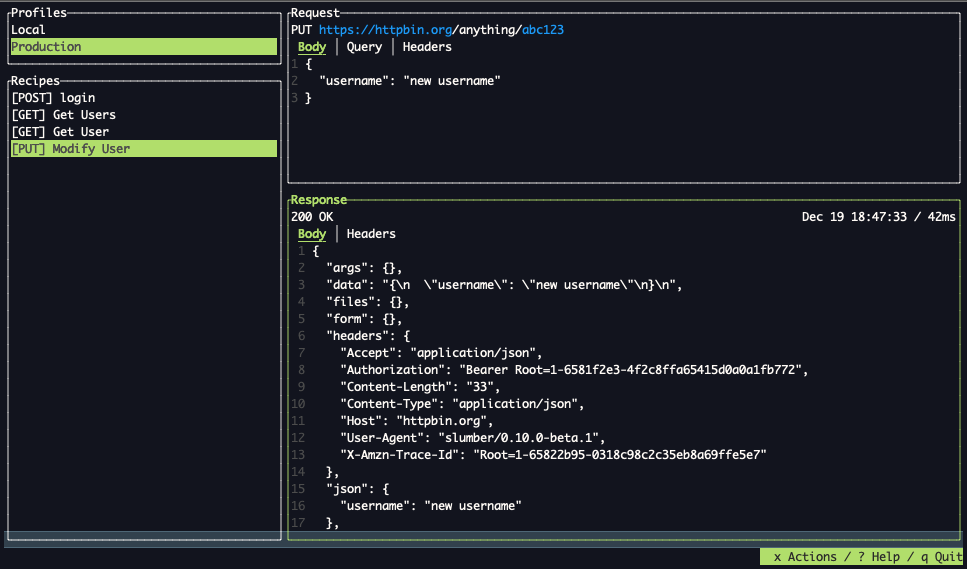 Profiles
Local
Production
Recipes
[POST] login
[GET] Get Users
[GET] Get User
[PUT] Modify User
Request
PUT https://httpbin.org/anything/abc123
Body │ Query │ Headers
1 {
2   "username": "new username"
3 }
Response
200 OK Dec 19 18:47:33 / 42ms
Body │ Headers
1 {
2   "args": {},
3   "data": "{\n  \"username\": \"new username\"\n}\n",
4   "files": {},
5   "form": {},
6   "headers": {
7     "Accept": "application/json",
8     "Authorization": "Bearer Root=1-6581f2e3-4f2c8ffa65415d0a0a1fb772",
9     "Content-Length": "33",
10     "Content-Type": "application/json",
11     "Host": "httpbin.org",
12     "User-Agent": "slumber/0.10.0-beta.1",
13     "X-Amzn-Trace-Id": "Root=1-65822b95-0318c98c2c35eb8a69ffe5e7"
14   },
15   "json": {
16     "username": "new username"
17   },
x Actions / ? Help / q Quit